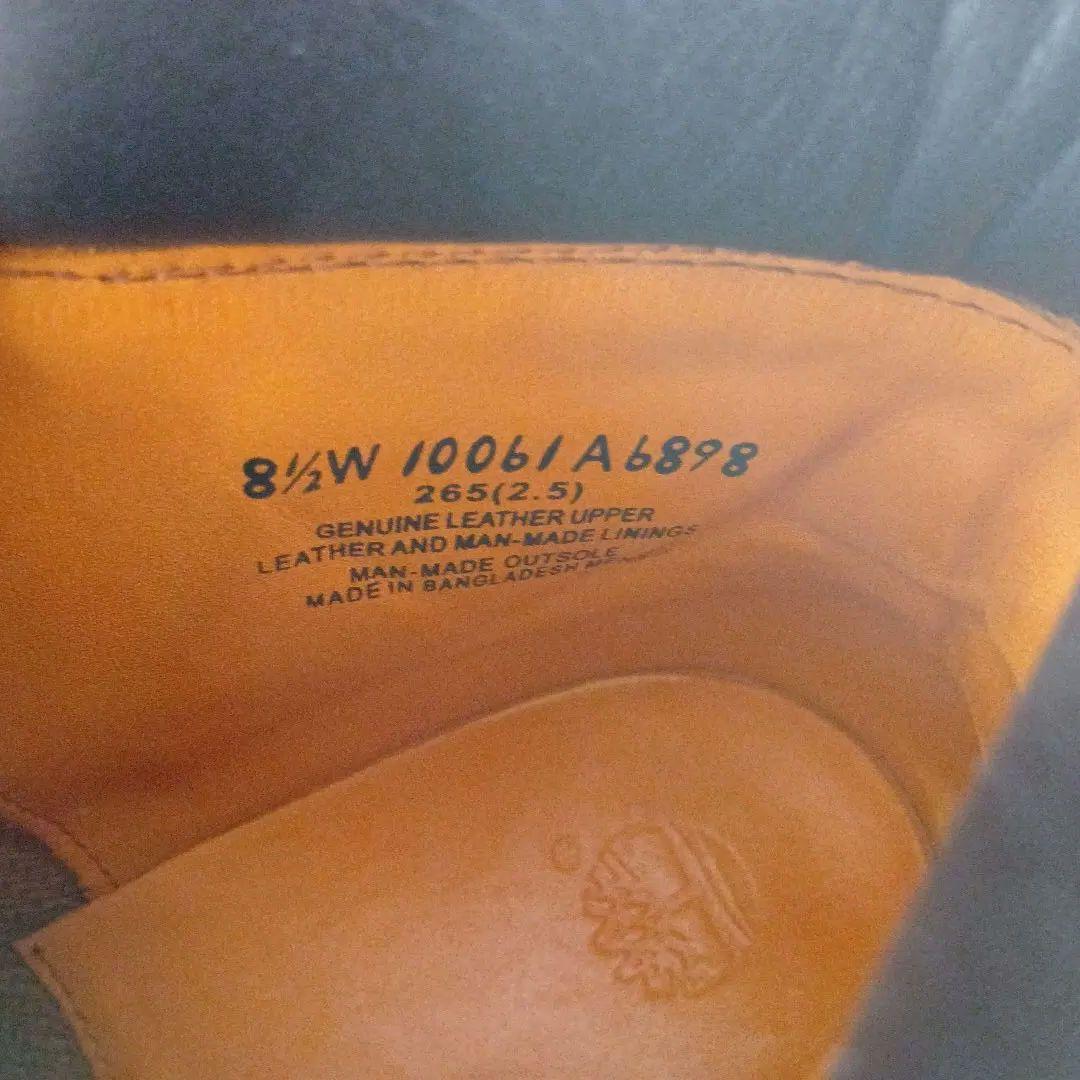 8½W 10061 A6898
265(2.5)
GENUINE LEATHER UPPER
LEATHER AND MAN-MADE LININGS
MAN-MADE OUTSOLE
MADE IN BANGLADESH